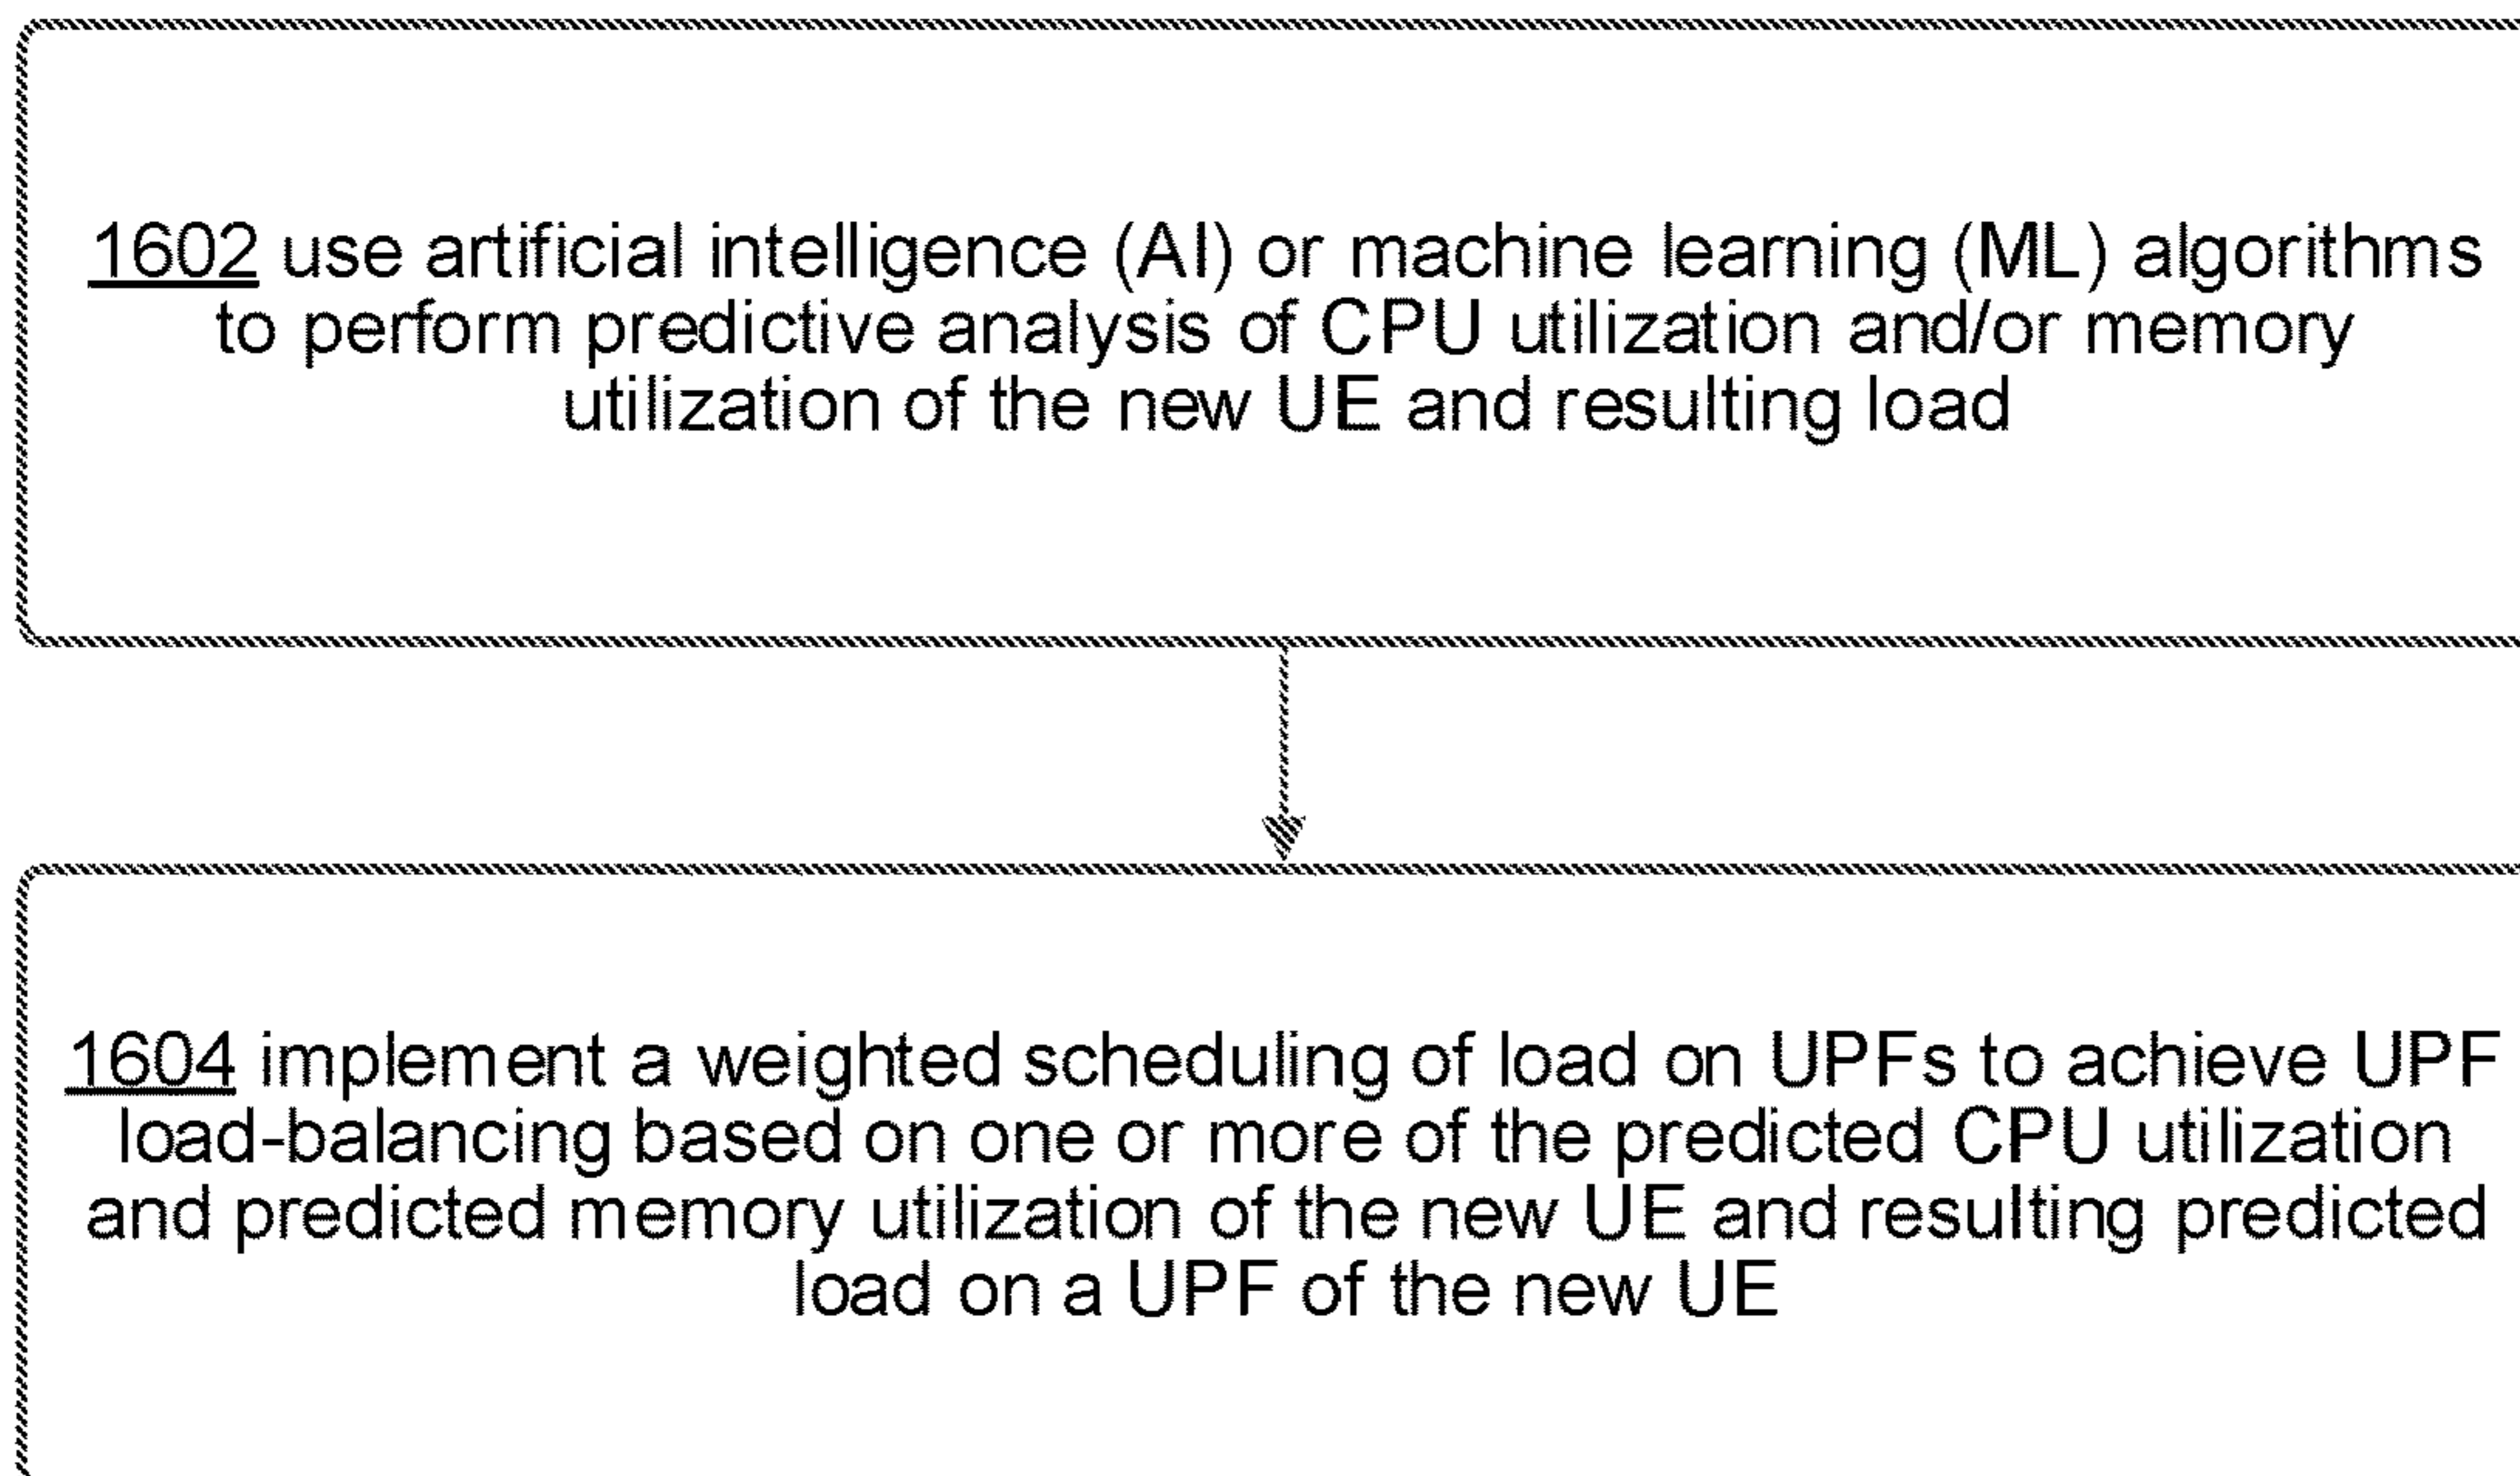 1602 use artificial intelligence (AI) or machine learning (ML) algorithms
to perform predictive analysis of CPU utilization and/or memory
utilization of the new UE and resulting load
1604 implement a weighted scheduling of load on UPFs to achieve UPF
load-balancing based on one or more of the predicted CPU utilization
and predicted memory utilization of the new UE and resulting predicted
load on a UPF of the new UE